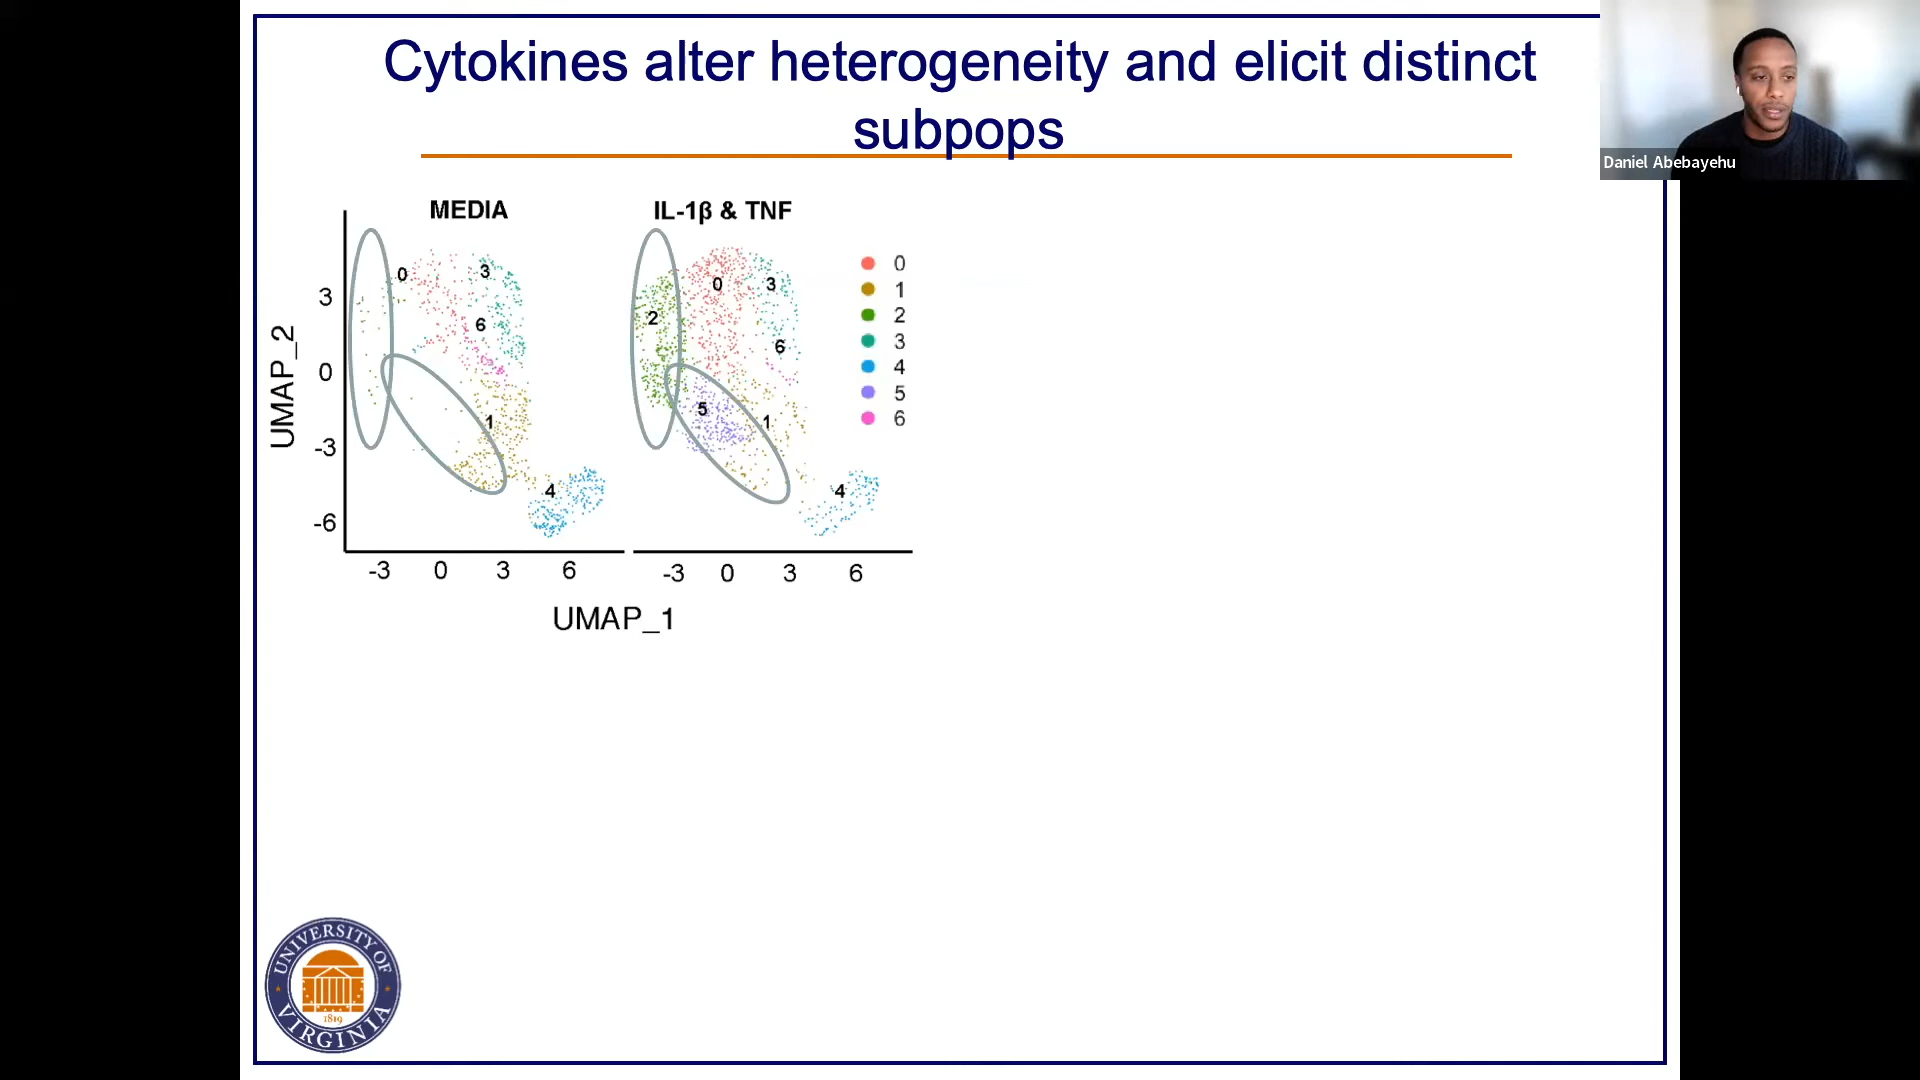 Cytokines alter heterogeneity and elicit distinct
subpops
Daniel Abebayehu
MEDIA
IL-1β & TNF
UMAP_2
3
0
-3
-6
0
3
6
1
4
2
0
3
6
5
1
4
0
1
2
3
4
5
6
-3 0 3 6
-3 0 3 6
UMAP_1
UNIVERSITY OF
VIRGINIA
1819